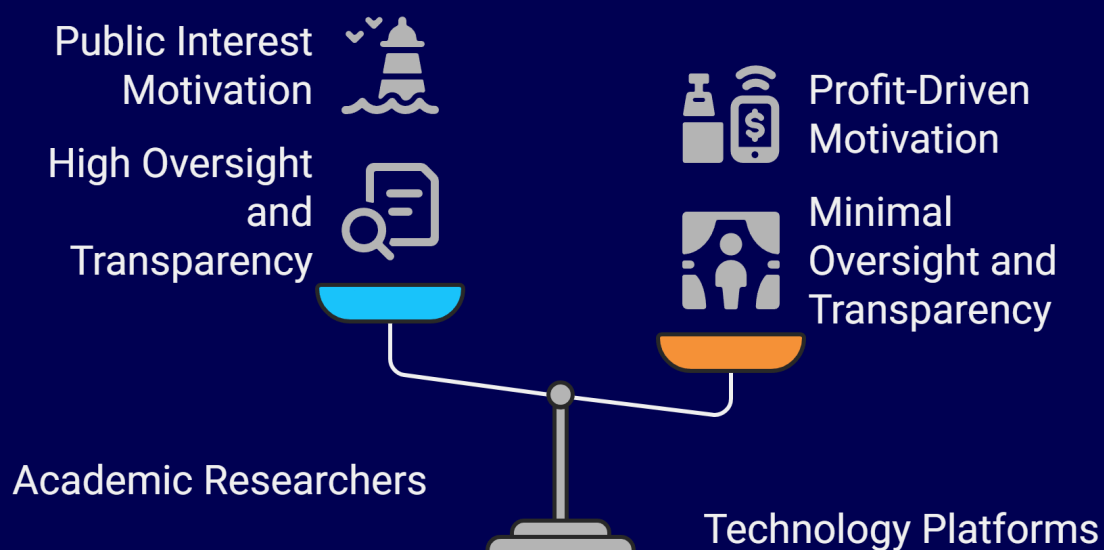 Public Interest
Motivation
High Oversight
and
Transparency
Profit-Driven
Motivation
$
Minimal
Oversight and
Transparency
Academic Researchers
Technology Platforms